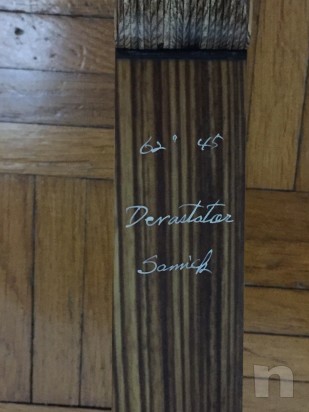 62" 45
Devastator
Samick
n